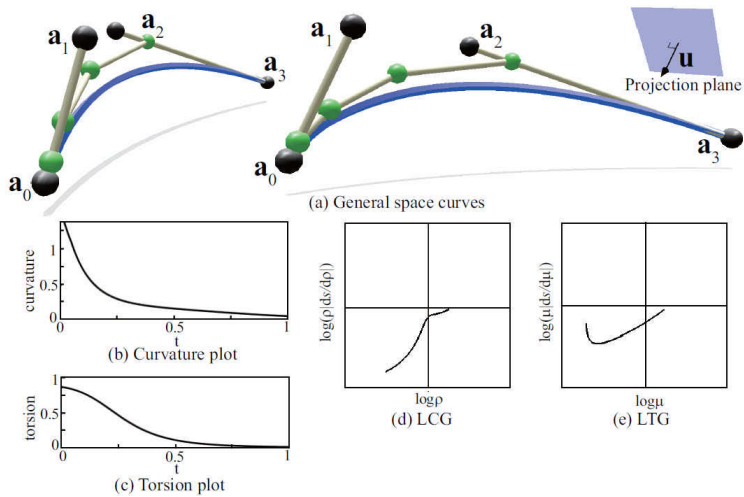 a1
a2
a3
a0
a1
a2
a3
a0
u
Projection plane
(a) General space curves
curvature
1
0.5
0
0
0.5
1
t
(b) Curvature plot
torsion
1
0.5
0
0
0.5
1
t
(c) Torsion plot
log(ρ|ds/dρ|)
logρ
(d) LCG
log(μ|ds/dμ|)
logμ
(e) LTG